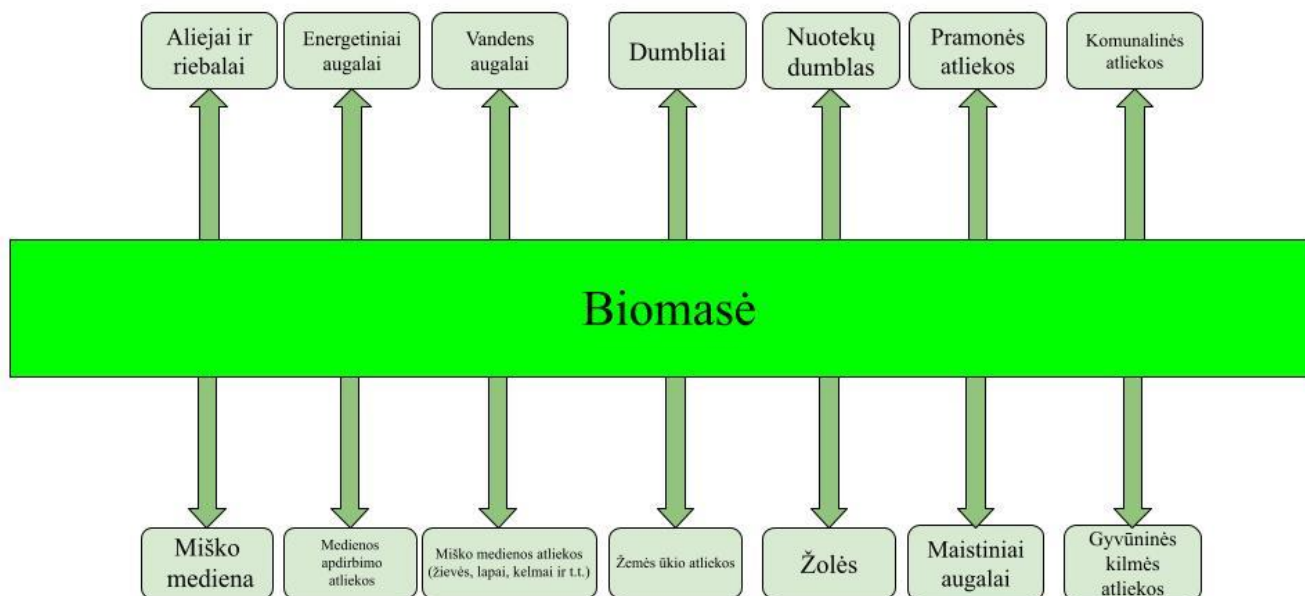 Aliejai ir
riebalai
Energetiniai
augalai
Vandens
augalai
Dumbliai
Nuotekų
dumblas
Pramonės
atliekos
Komunalinės
atliekos
Biomasė
Miško
mediena
Medienos
apdirbimo
atliekos
Miško medienos atliekos
(žievės, lapai, kelmai ir t.t.)
Žemės ūkio atliekos
Žolės
Maistiniai
augalai
Gyvūninės
kilmės
atliekos